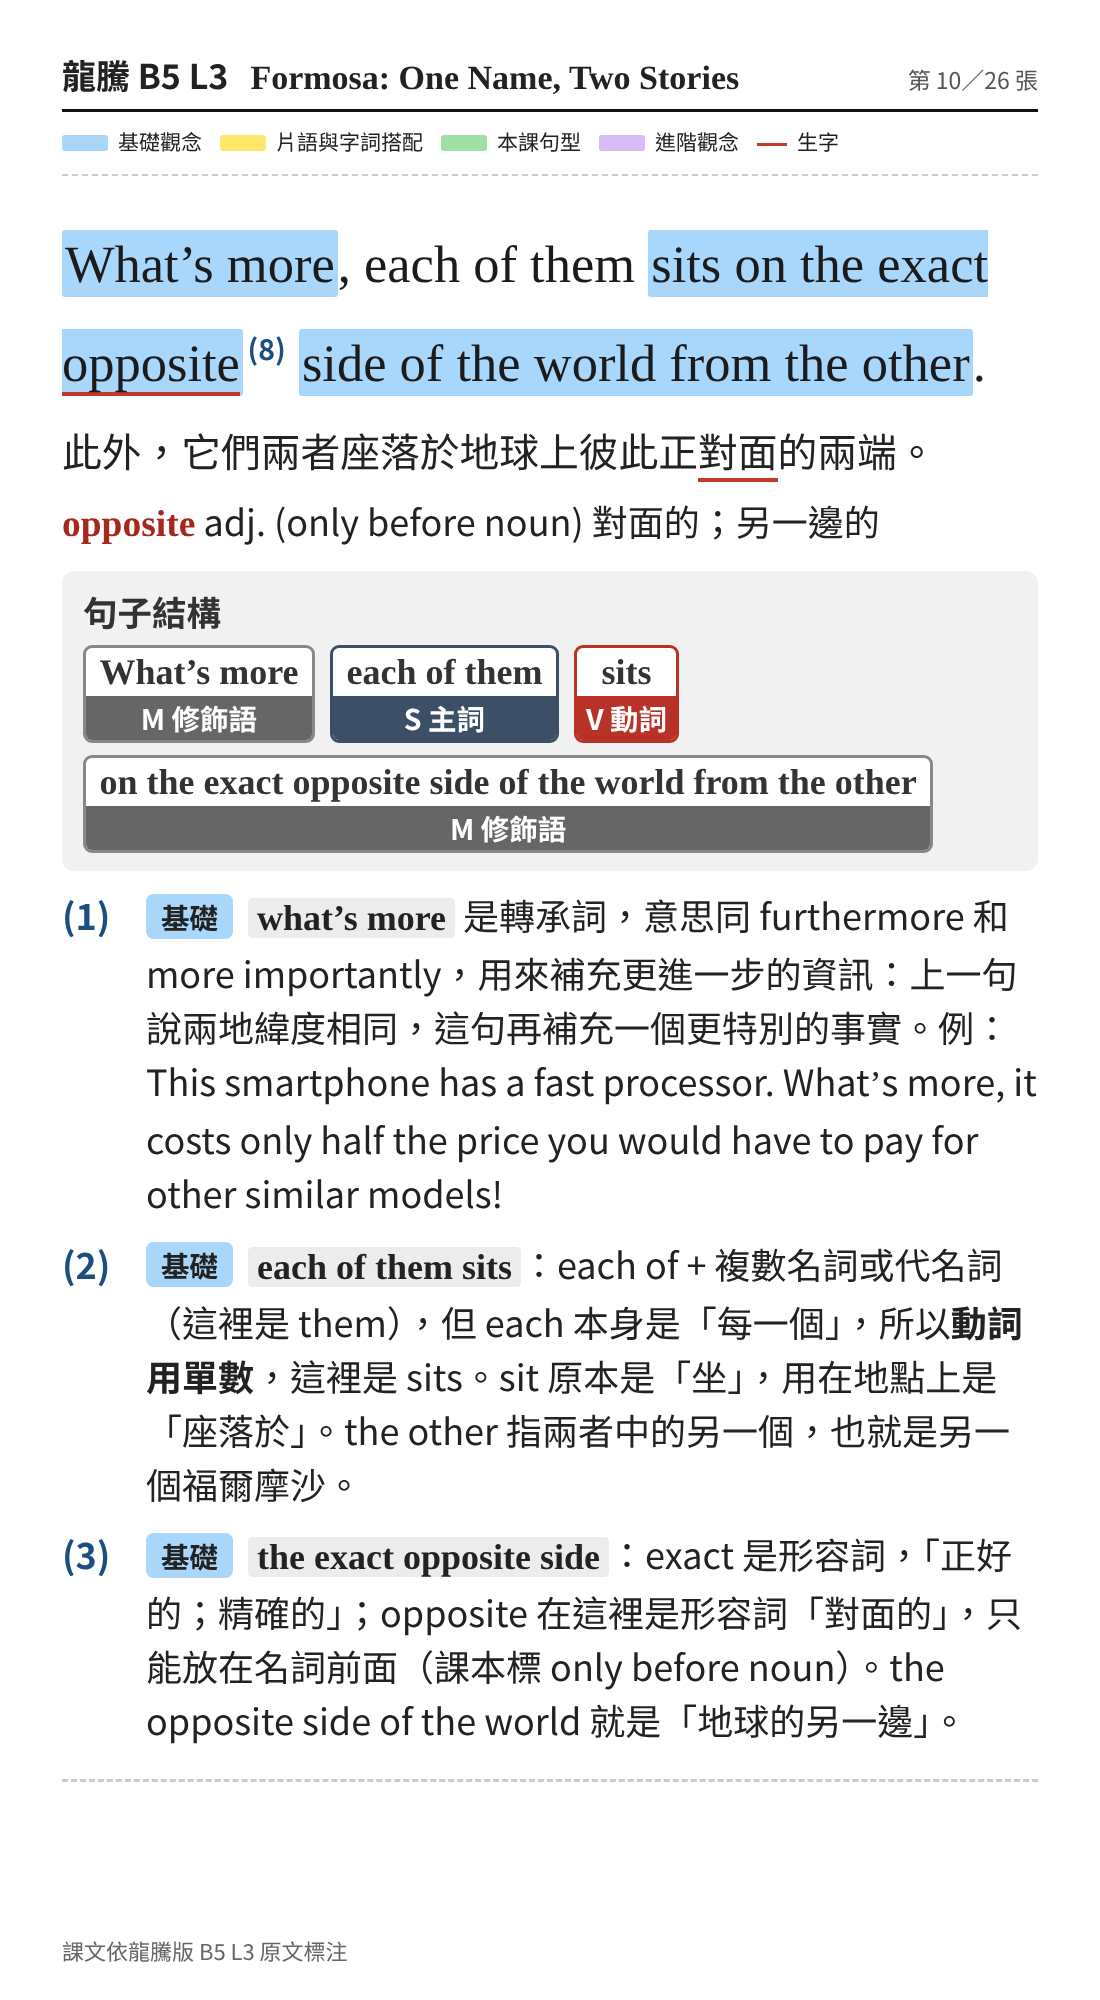 龍騰 B5 L3 Formosa: One Name, Two Stories 第 10／26 張
基礎觀念 片語與字詞搭配 本課句型 進階觀念 生字
What’s more, each of them sits on the exact
opposite(8) side of the world from the other.
此外，它們兩者座落於地球上彼此正對面的兩端。
opposite adj. (only before noun) 對面的；另一邊的
句子結構
What’s more each of them sits
M 修飾語 S 主詞 V 動詞
on the exact opposite side of the world from the other
M 修飾語
(1) 基礎 what’s more 是轉承詞，意思同 furthermore 和
more importantly，用來補充更進一步的資訊：上一句
說兩地緯度相同，這句再補充一個更特別的事實。例：
This smartphone has a fast processor. What’s more, it
costs only half the price you would have to pay for
other similar models!
(2) 基礎 each of them sits：each of + 複數名詞或代名詞
（這裡是 them），但 each 本身是「每一個」，所以動詞
用單數，這裡是 sits。sit 原本是「坐」，用在地點上是
「座落於」。the other 指兩者中的另一個，也就是另一
個福爾摩沙。
(3) 基礎 the exact opposite side：exact 是形容詞，「正好
的；精確的」；opposite 在這裡是形容詞「對面的」，只
能放在名詞前面（課本標 only before noun）。the
opposite side of the world 就是「地球的另一邊」。
課文依龍騰版 B5 L3 原文標注